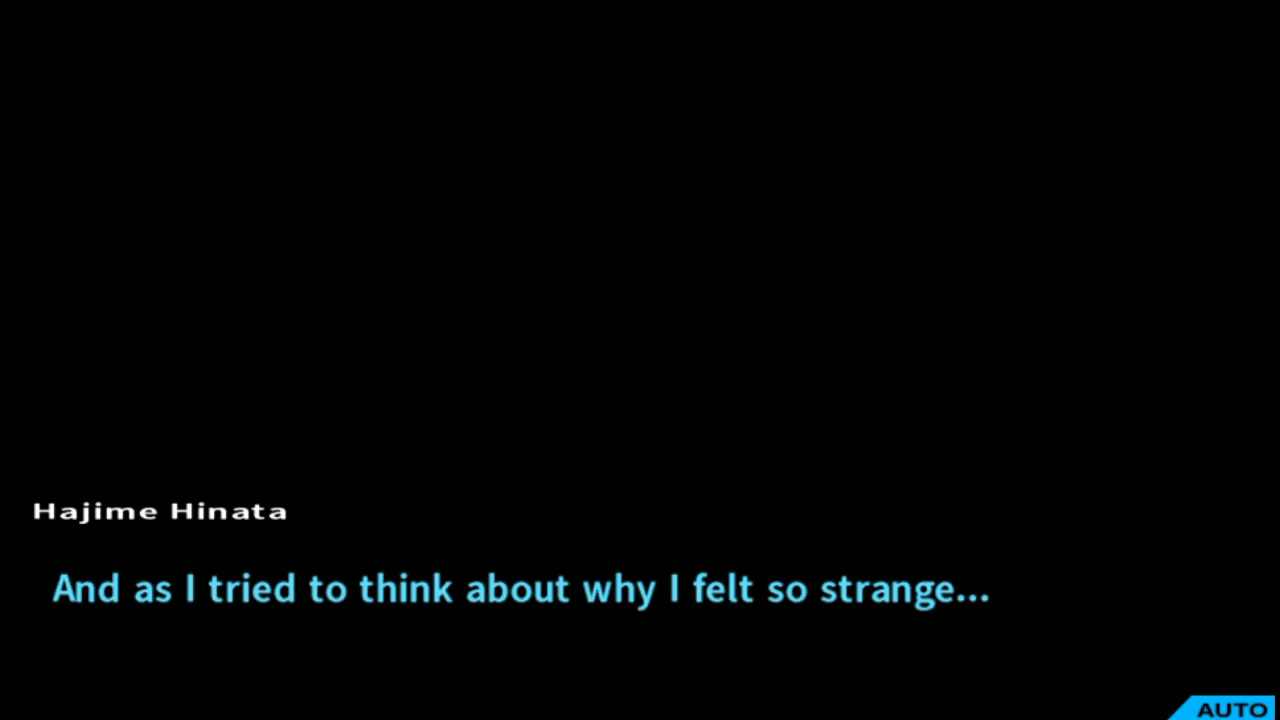 Hajime Hinata
And as I tried to think about why I felt so strange...
AUTO